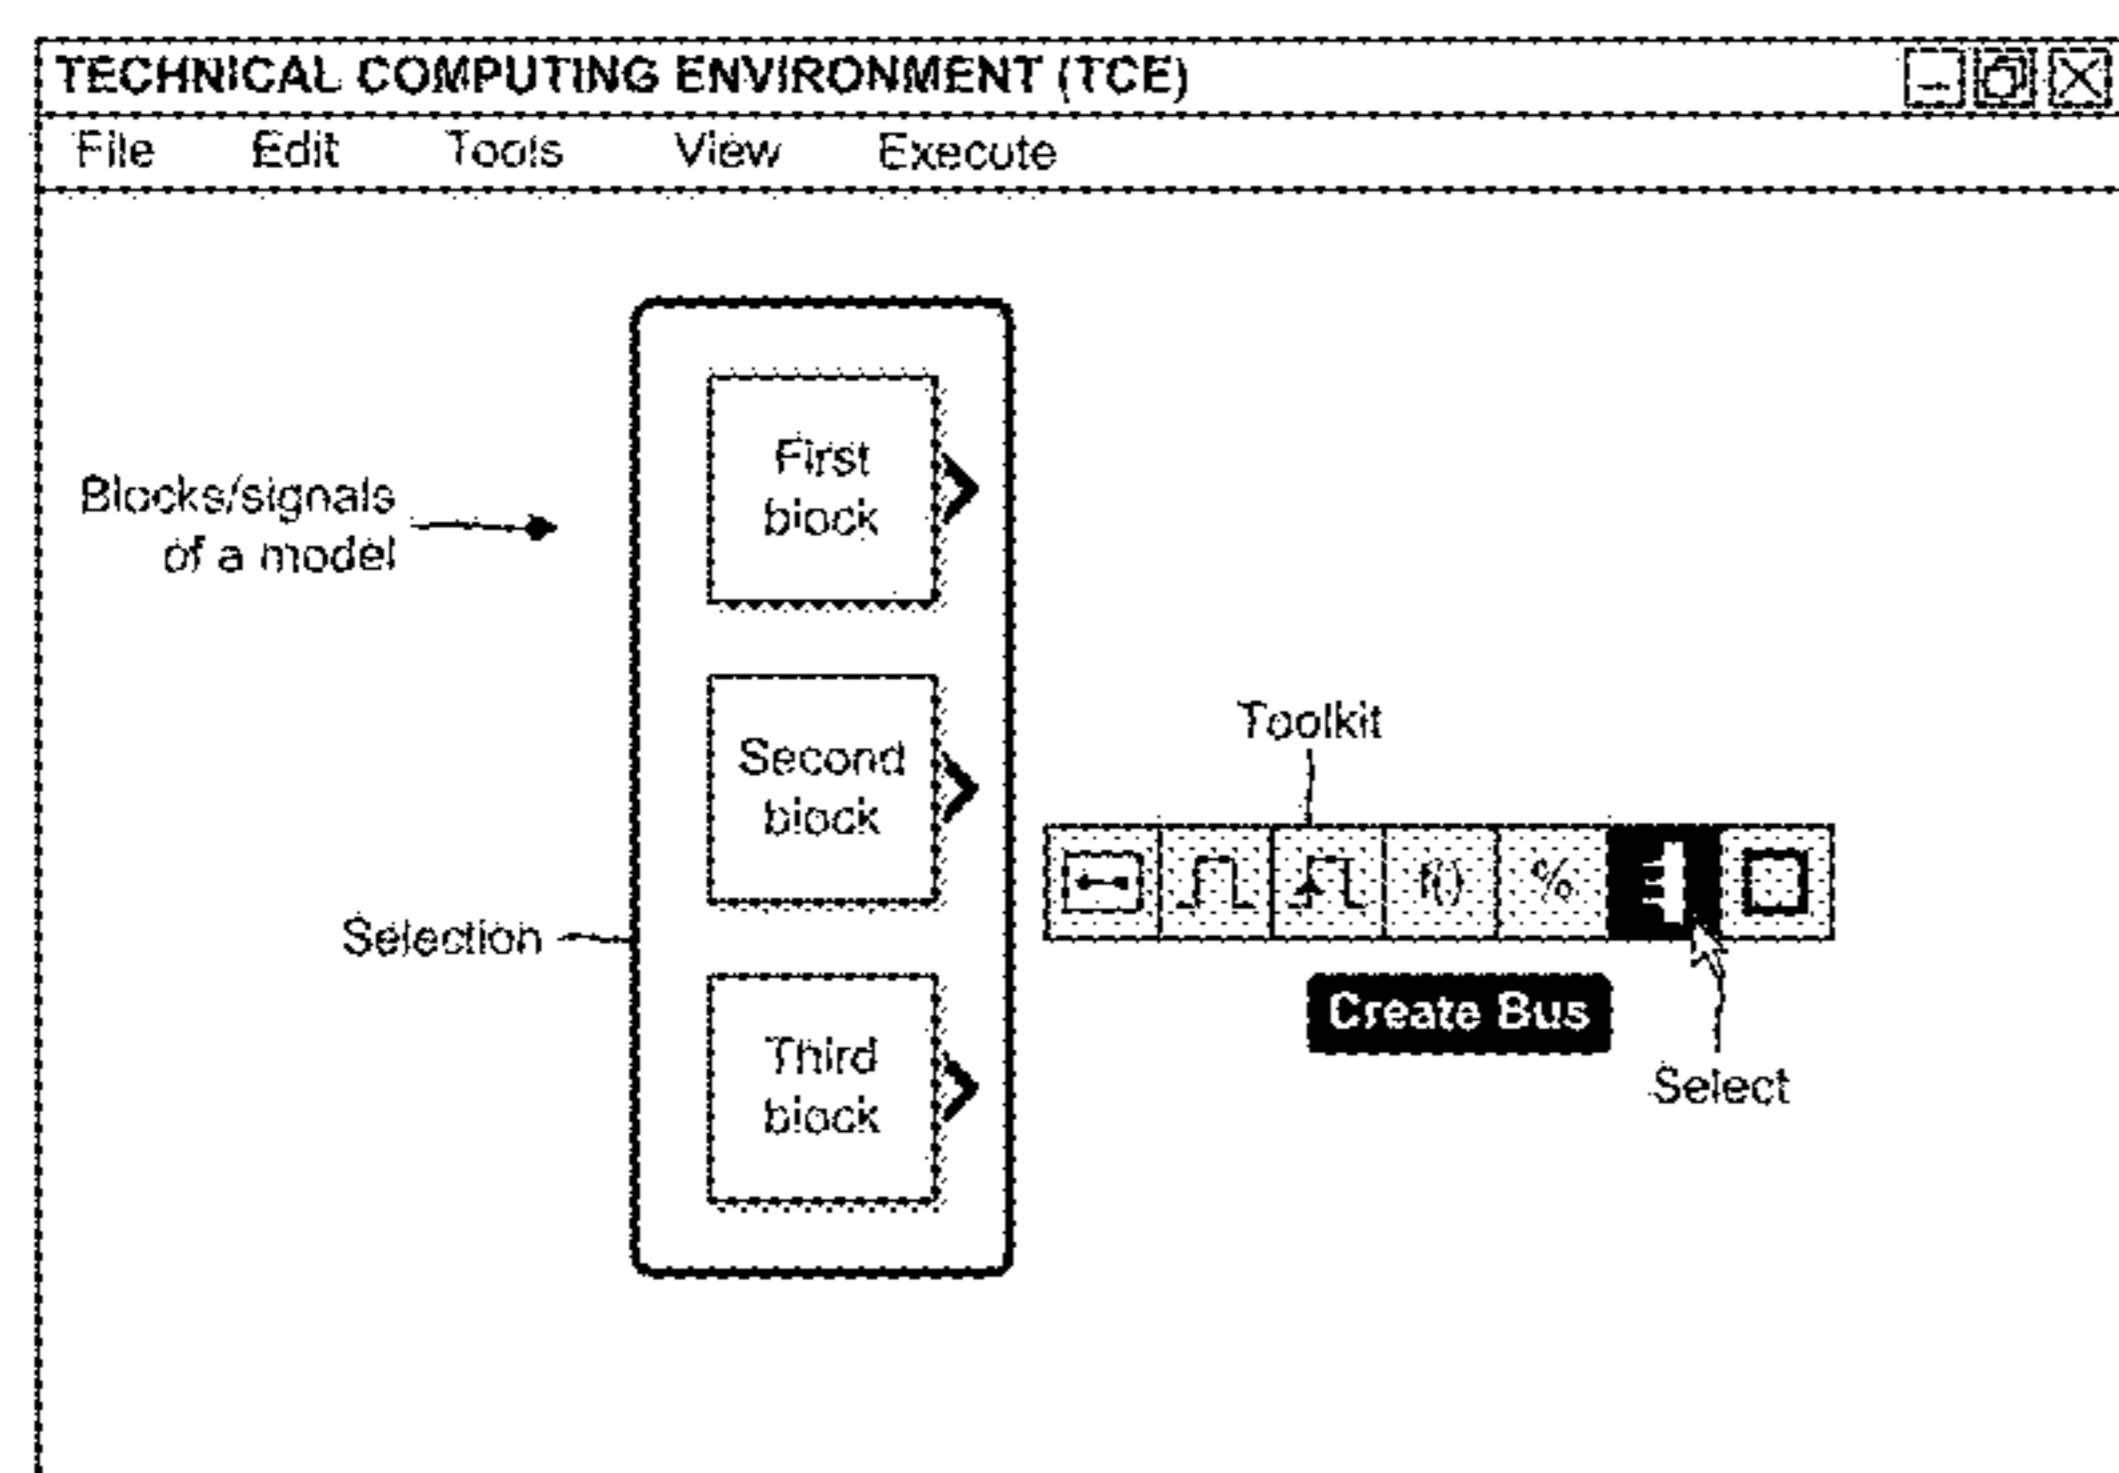 TECHNICAL COMPUTING ENVIRONMENT (TCE)
File Edit Tools View Execute
Blocks/signals
of a model
First
block
Second
block
Toolkit
f()
%
Selection
Create Bus
Third
block
Select